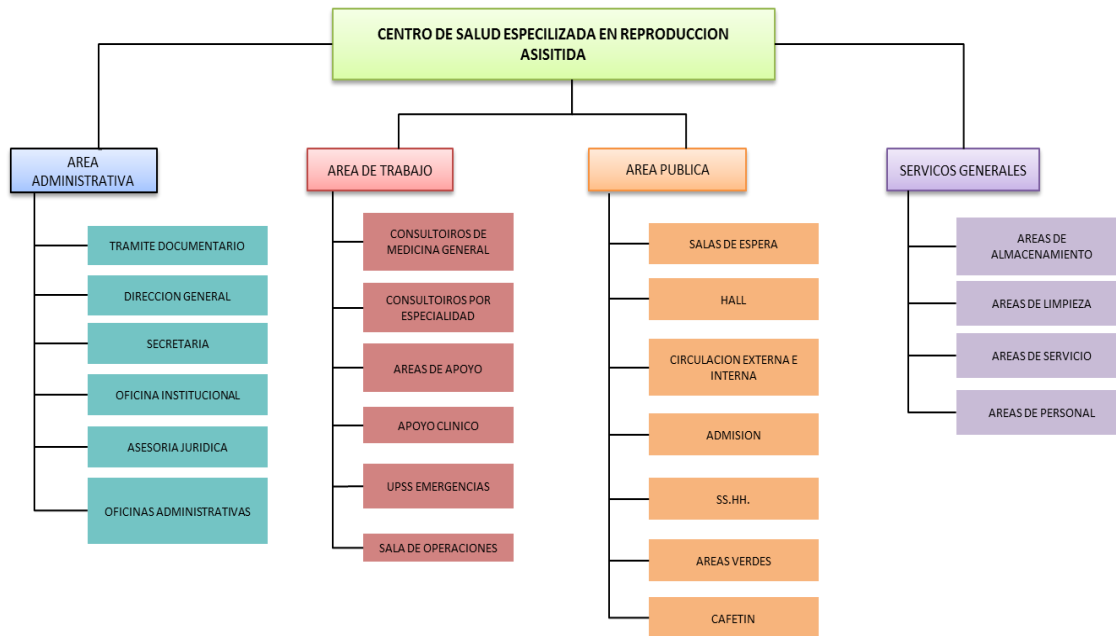 CENTRO DE SALUD ESPECILIZADA EN REPRODUCCION
ASISITIDA
AREA
ADMINISTRATIVA
TRAMITE DOCUMENTARIO
DIRECCION GENERAL
SECRETARIA
OFICINA INSTITUCIONAL
ASESORIA JURIDICA
OFICINAS ADMINISTRATIVAS
AREA DE TRABAJO
CONSULTOIROS DE
MEDICINA GENERAL
CONSULTOIROS POR
ESPECIALIDAD
AREAS DE APOYO
APOYO CLINICO
UPSS EMERGENCIAS
SALA DE OPERACIONES
AREA PUBLICA
SALAS DE ESPERA
HALL
CIRCULACION EXTERNA E
INTERNA
ADMISION
SS.HH.
AREAS VERDES
CAFETIN
SERVICOS GENERALES
AREAS DE
ALMACENAMIENTO
AREAS DE LIMPIEZA
AREAS DE SERVICIO
AREAS DE PERSONAL